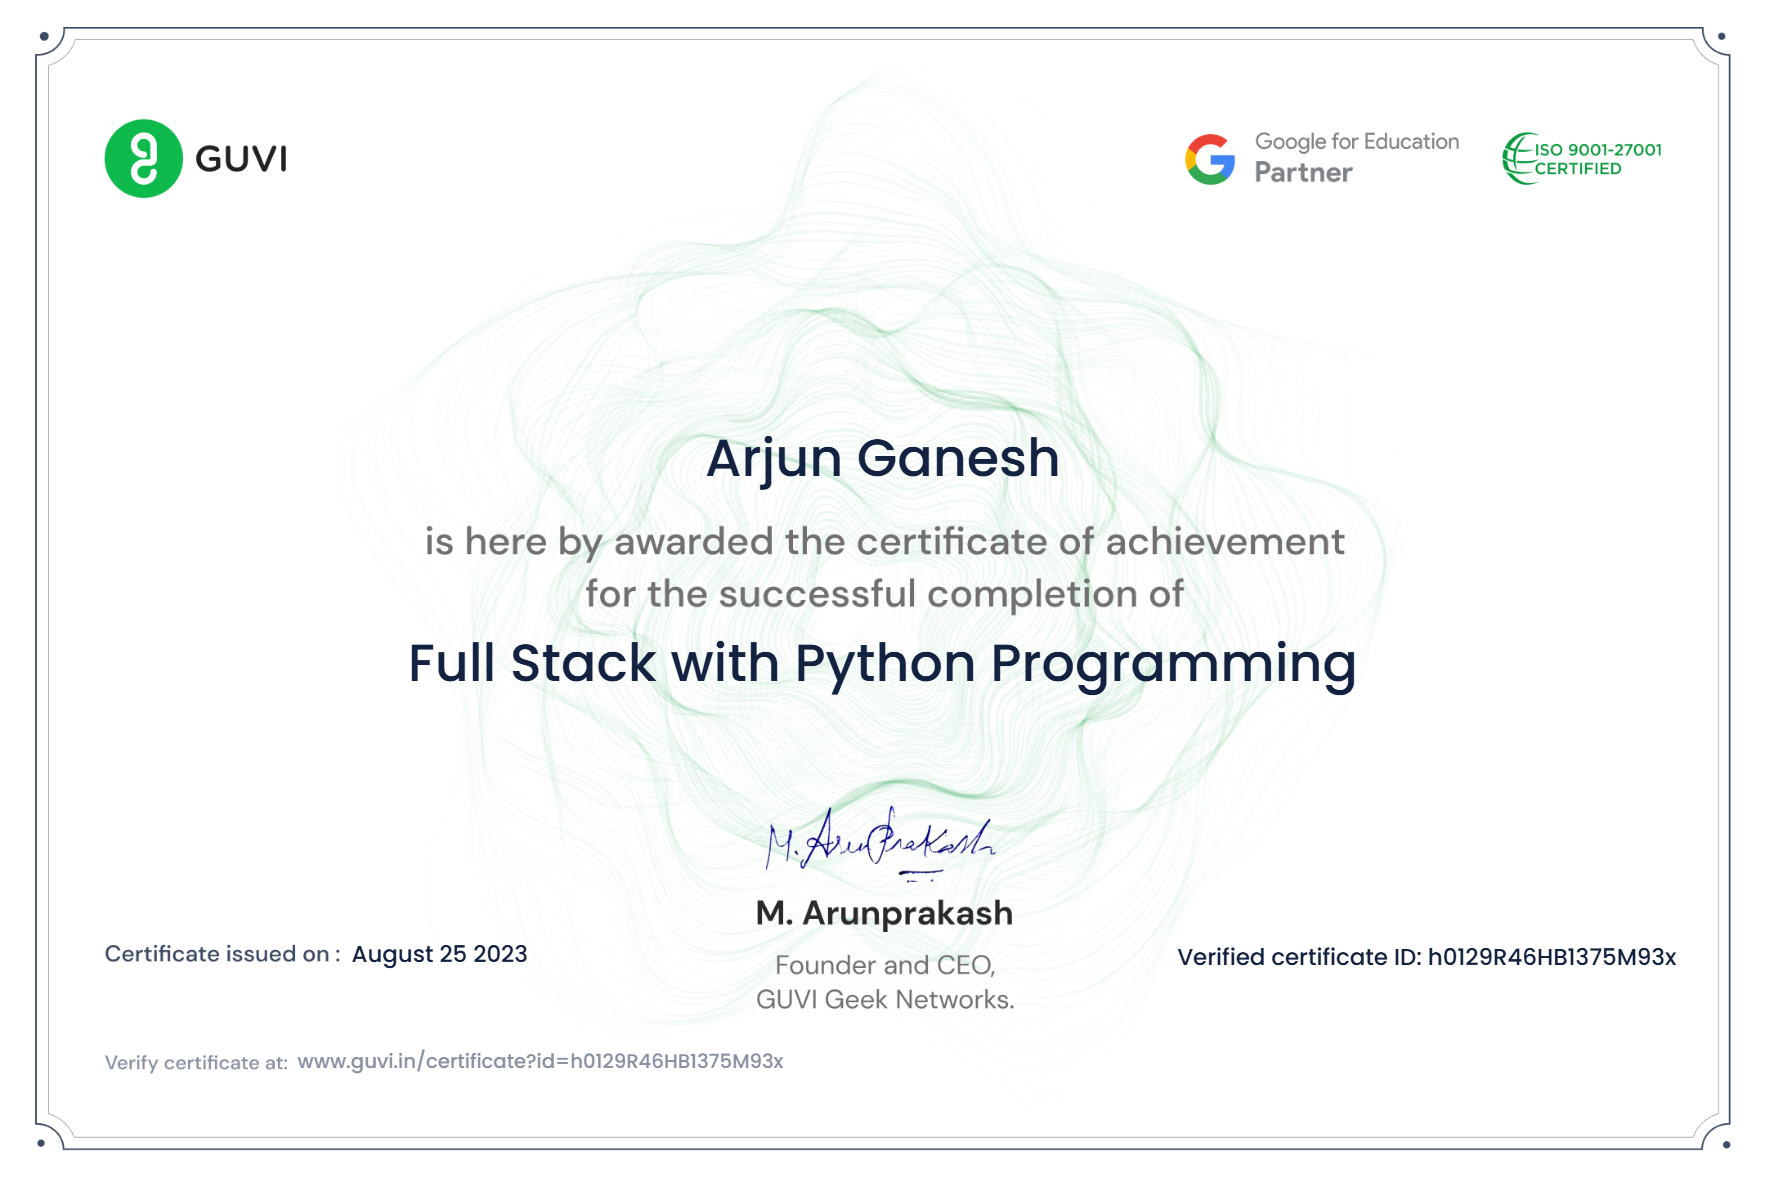 GUVI
Google for Education
Partner
ISO 9001-27001
CERTIFIED
Arjun Ganesh
is here by awarded the certificate of achievement
for the successful completion of
Full Stack with Python Programming
M. Arunprakash
M. Arunprakash
Founder and CEO,
GUVI Geek Networks.
Certificate issued on : August 25 2023
Verified certificate ID: h0129R46HB1375M93x
Verify certificate at: www.guvi.in/certificate?id=h0129R46HB1375M93x